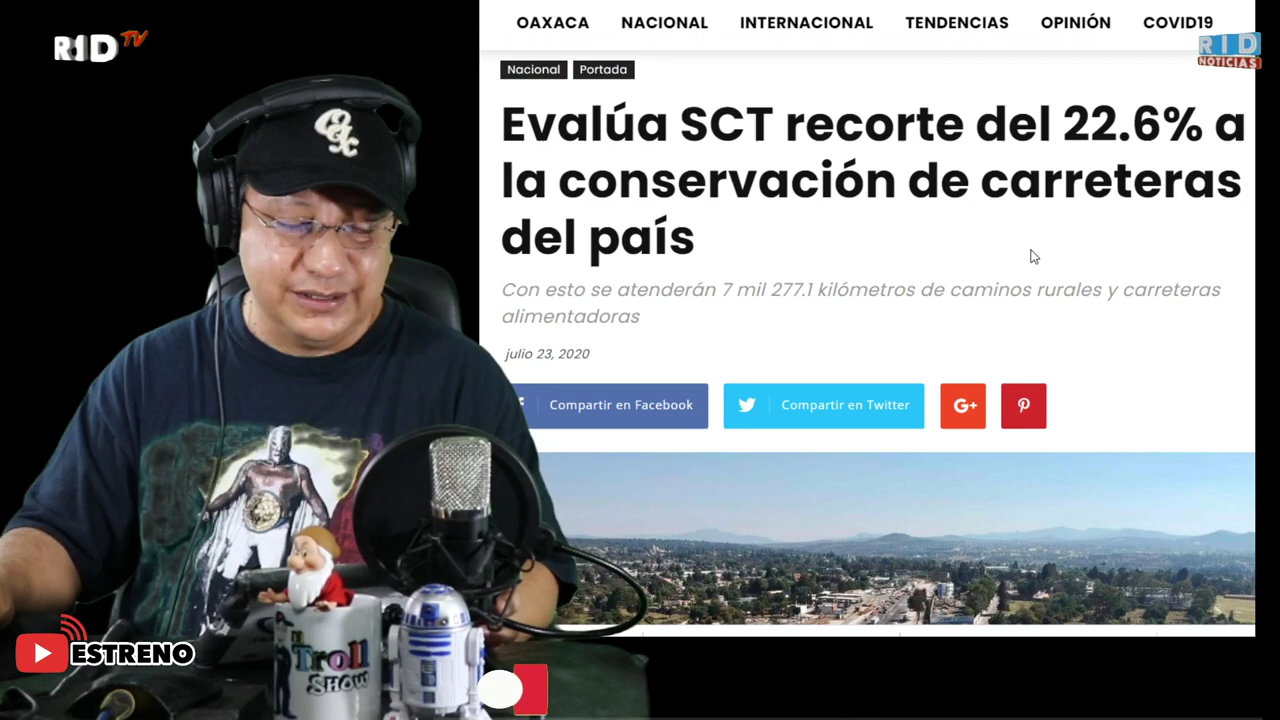 RID TV
OAXACA NACIONAL INTERNACIONAL TENDENCIAS OPINIÓN COVID19
RID
NOTICIAS
Nacional Portada
Evalúa SCT recorte del 22.6% a
la conservación de carreteras
del país
Con esto se atenderán 7 mil 277.1 kilómetros de caminos rurales y carreteras
alimentadoras
julio 23, 2020
Compartir en Facebook Compartir en Twitter G+
El
Troll
Show
ESTRENO